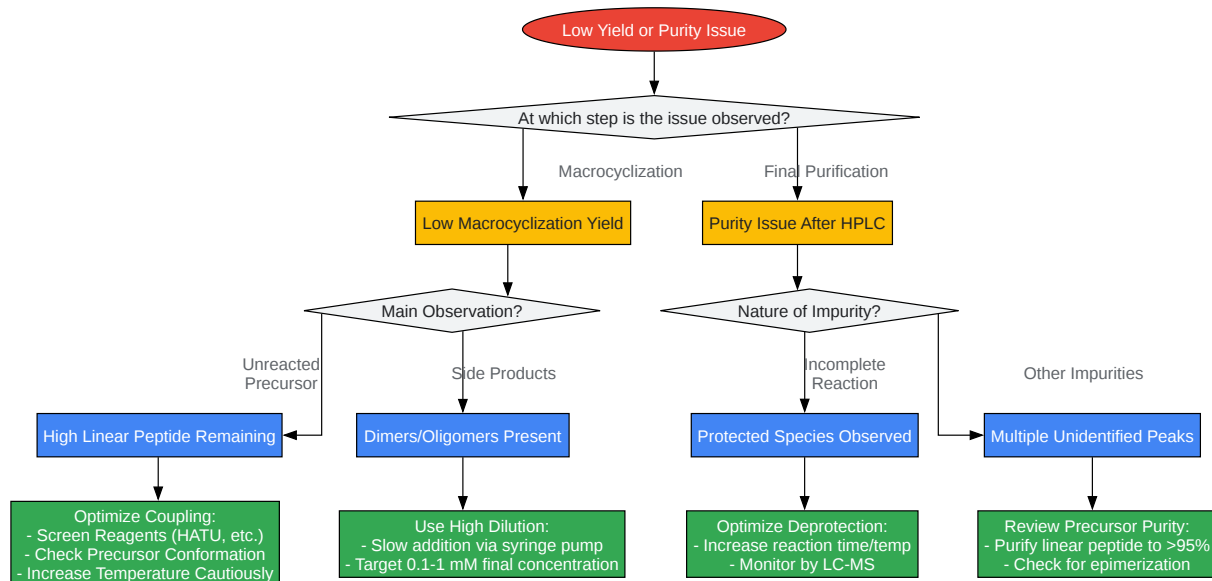 Low Yield or Purity Issue
At which step is the issue observed?
Macrocyclization
Final Purification
Low Macrocyclization Yield
Purity Issue After HPLC
Main Observation?
Nature of Impurity?
Unreacted
Precursor
Side Products
Incomplete
Reaction
Other Impurities
High Linear Peptide Remaining
Dimers/Oligomers Present
Protected Species Observed
Multiple Unidentified Peaks
Optimize Coupling:
- Screen Reagents (HATU, etc.)
- Check Precursor Conformation
- Increase Temperature Cautiously
Use High Dilution:
- Slow addition via syringe pump
- Target 0.1-1 mM final concentration
Optimize Deprotection:
- Increase reaction time/temp
- Monitor by LC-MS
Review Precursor Purity:
- Purify linear peptide to >95%
- Check for epimerization